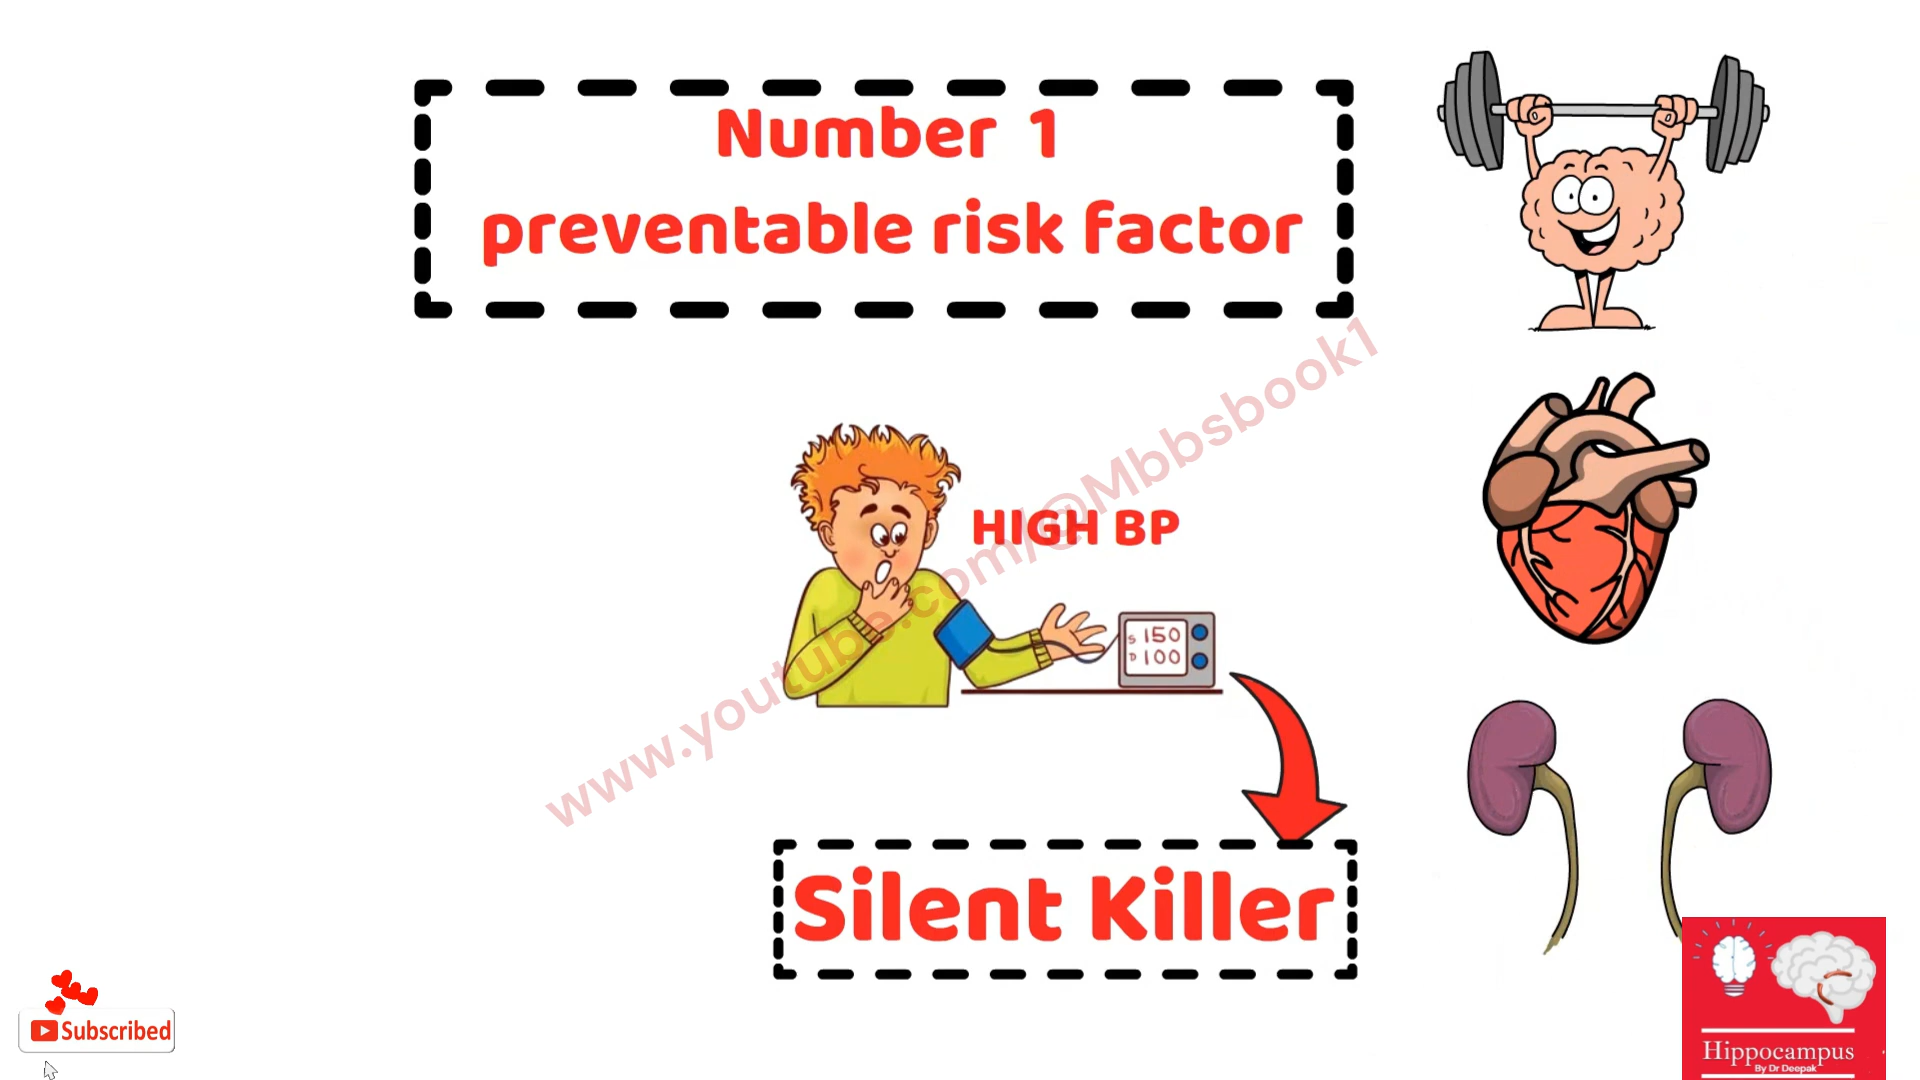 Number 1
preventable risk factor
HIGH BP
S 150
D 100
www.youtube.com/@Mbbsbook1
Silent Killer
Subscribed
Hippocampus
By Dr Deepak